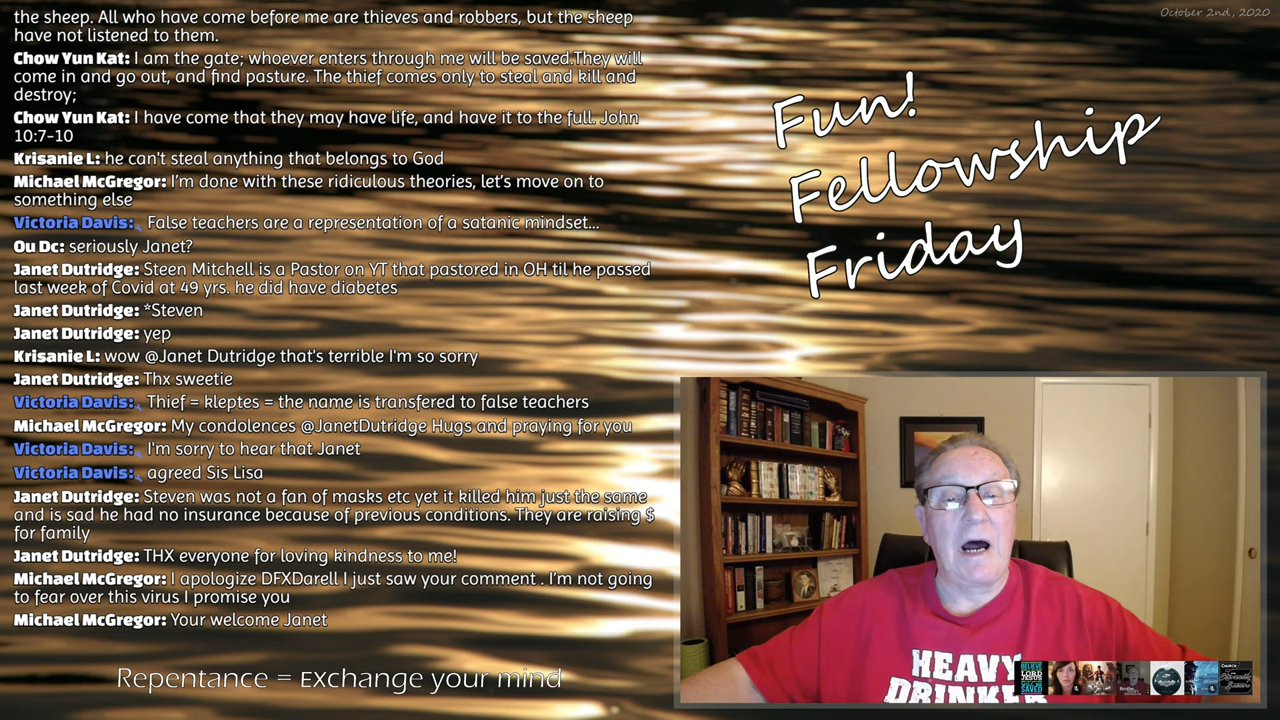 the sheep. All who have come before me are thieves and robbers, but the sheep
have not listened to them.
Chow Yun Kat: I am the gate; whoever enters through me will be saved.They will
come in and go out, and find pasture. The thief comes only to steal and kill and
destroy;
Chow Yun Kat: I have come that they may have life, and have it to the full. John
10:7-10
Krisanie L: he can't steal anything that belongs to God
Michael McGregor: I'm done with these ridiculous theories, let's move on to
something else
Victoria Davis: False teachers are a representation of a satanic mindset...
Ou Dc: seriously Janet?
Janet Dutridge: Steen Mitchell is a Pastor on YT that pastored in OH til he passed
last week of Covid at 49 yrs. he did have diabetes
Janet Dutridge: *Steven
Janet Dutridge: yep
Krisanie L: wow @Janet Dutridge that's terrible I'm so sorry
Janet Dutridge: Thx sweetie
Victoria Davis: Thief = kleptes = the name is transfered to false teachers
Michael McGregor: My condolences @JanetDutridge Hugs and praying for you
Victoria Davis: I'm sorry to hear that Janet
Victoria Davis: agreed Sis Lisa
Janet Dutridge: Steven was not a fan of masks etc yet it killed him just the same
and is sad he had no insurance because of previous conditions. They are raising $
for family
Janet Dutridge: THX everyone for loving kindness to me!
Michael McGregor: I apologize DFXDarell I just saw your comment . I'm not going
to fear over this virus I promise you
Michael McGregor: Your welcome Janet
Repentance = Exchange your mind
October 2nd, 2020
Fun!
Fellowship
Friday
HEAVY
DRINKER
BELIEVE
LORD
JESUS
SAVED
CHURCH